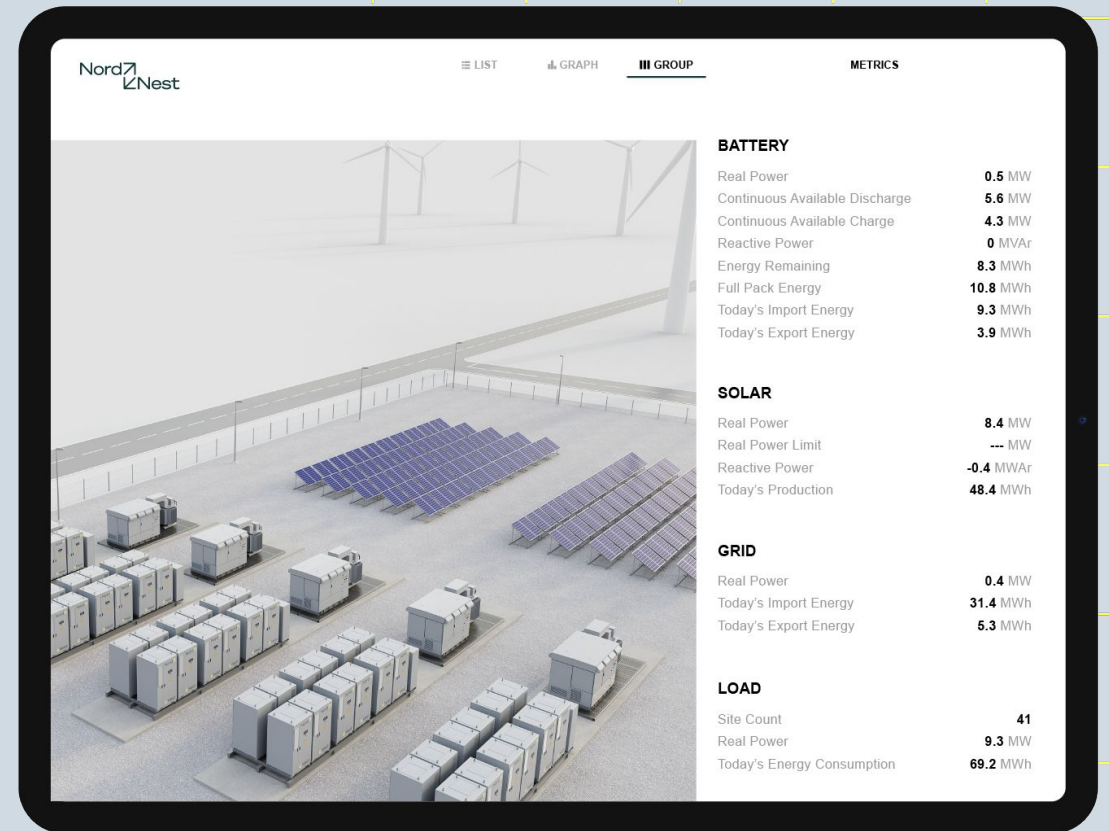 Nord
Nest
LIST
GRAPH
GROUP
METRICS
BATTERY
Real Power 0.5 MW
Continuous Available Discharge 5.6 MW
Continuous Available Charge 4.3 MW
Reactive Power 0 MVAr
Energy Remaining 8.3 MWh
Full Pack Energy 10.8 MWh
Today's Import Energy 9.3 MWh
Today's Export Energy 3.9 MWh
SOLAR
Real Power 8.4 MW
Real Power Limit --- MW
Reactive Power -0.4 MWAr
Today's Production 48.4 MWh
GRID
Real Power 0.4 MW
Today's Import Energy 31.4 MWh
Today's Export Energy 5.3 MWh
LOAD
Site Count 41
Real Power 9.3 MW
Today's Energy Consumption 69.2 MWh